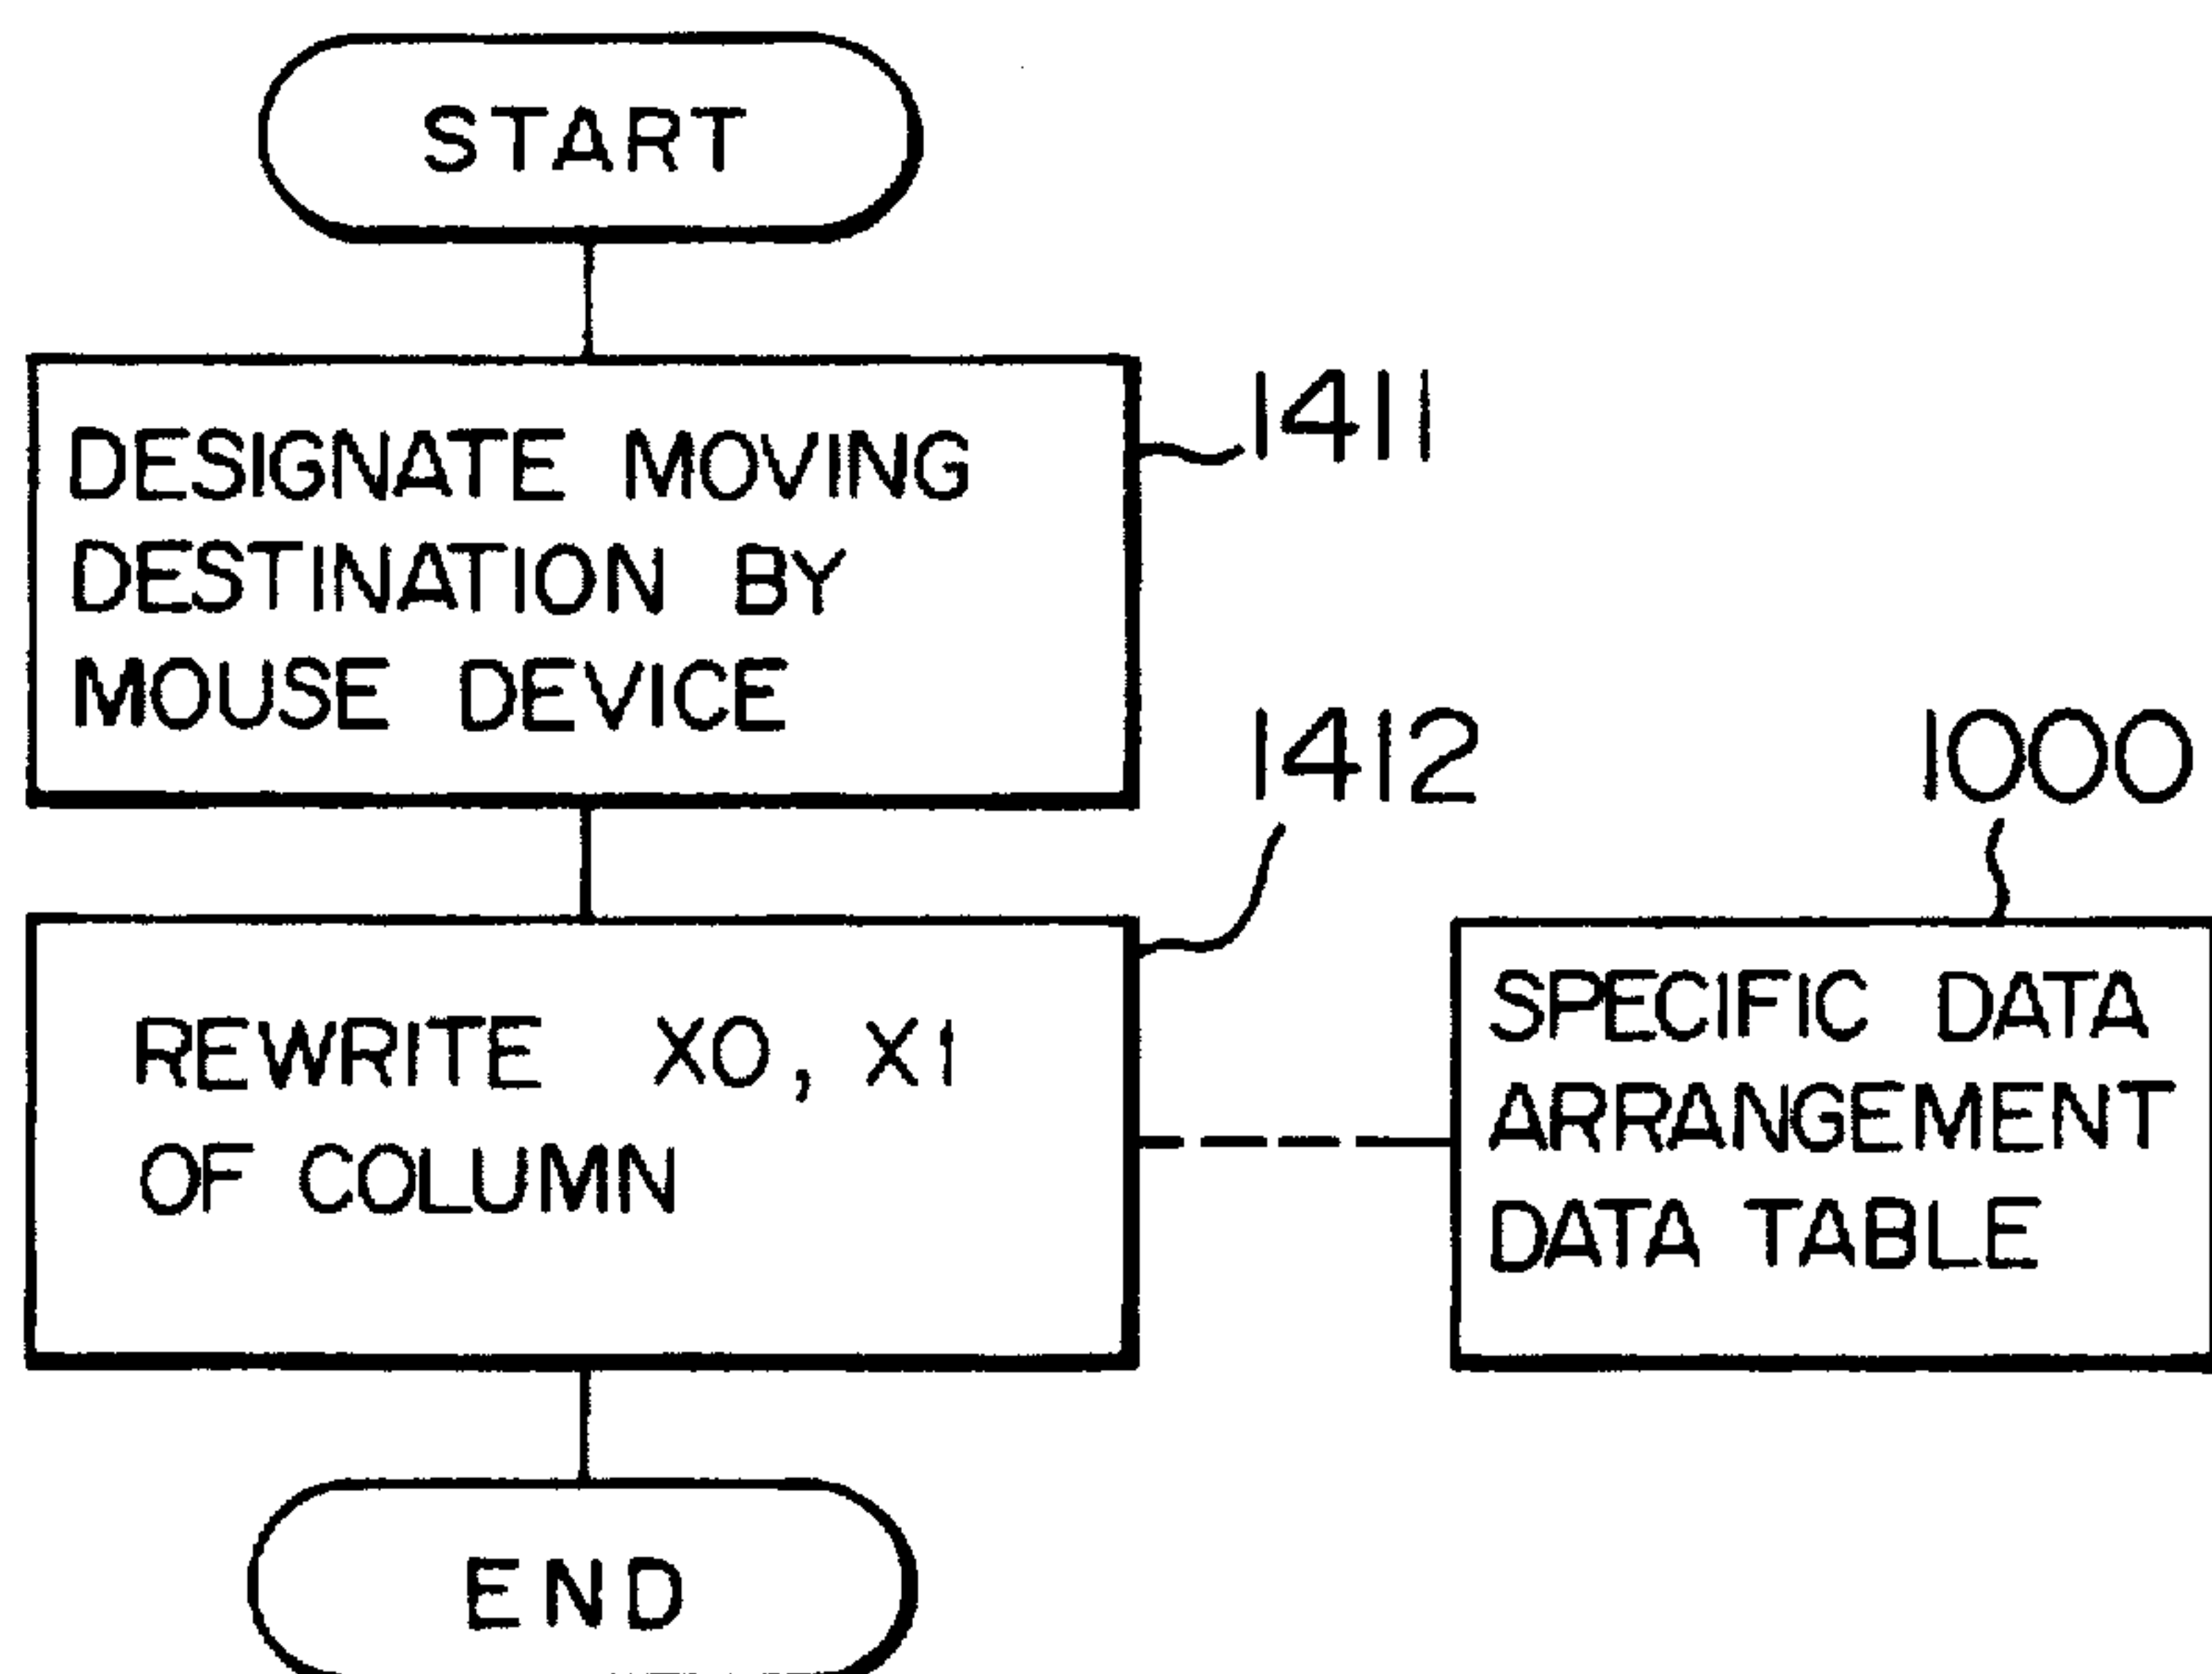 START
DESIGNATE MOVING
DESTINATION BY
MOUSE DEVICE
1411
1412
1000
REWRITE X0, X1
OF COLUMN
SPECIFIC DATA
ARRANGEMENT
DATA TABLE
END